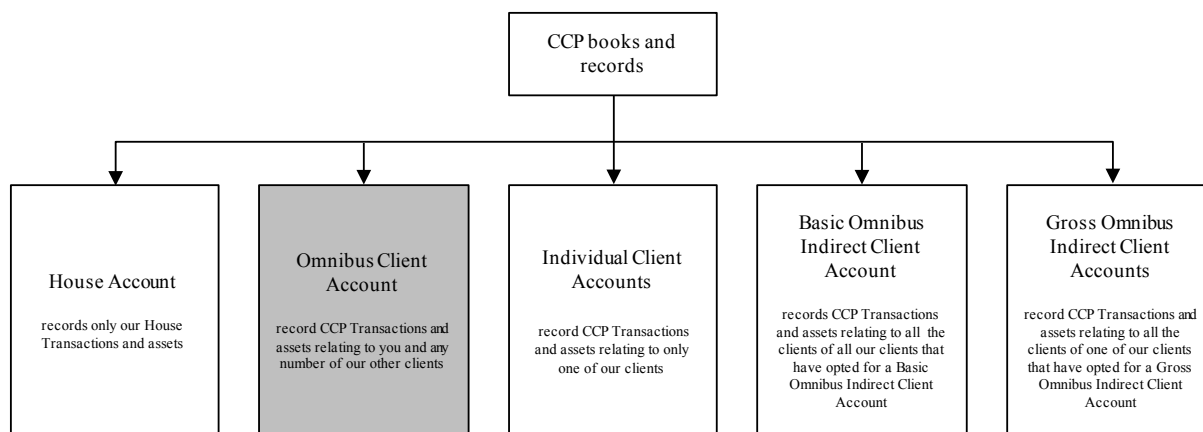 CCP books and
records
House Account
records only our House
Transactions and assets
Omnibus Client
Account
record CCP Transactions and
assets relating to you and any
number of our other clients
Individual Client
Accounts
record CCP Transactions
and assets relating to only
one of our clients
Basic Omnibus
Indirect Client
Account
records CCP Transactions
and assets relating to all the
clients of all our clients that
have opted for a Basic
Omnibus Indirect Client
Account
Gross Omnibus
Indirect Client
Accounts
record CCP Transactions and
assets relating to all the
clients of one of our clients
that have opted for a Gross
Omnibus Indirect Client
Account